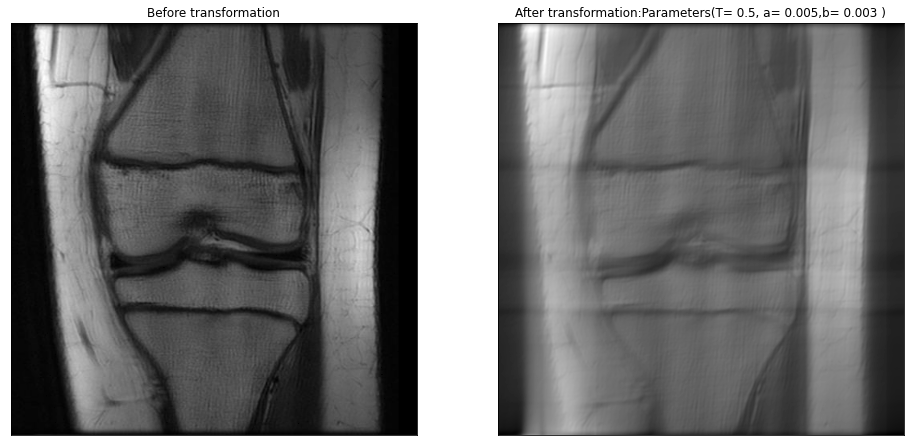 Before transformation
After transformation:Parameters(T= 0.5, a= 0.005,b= 0.003 )